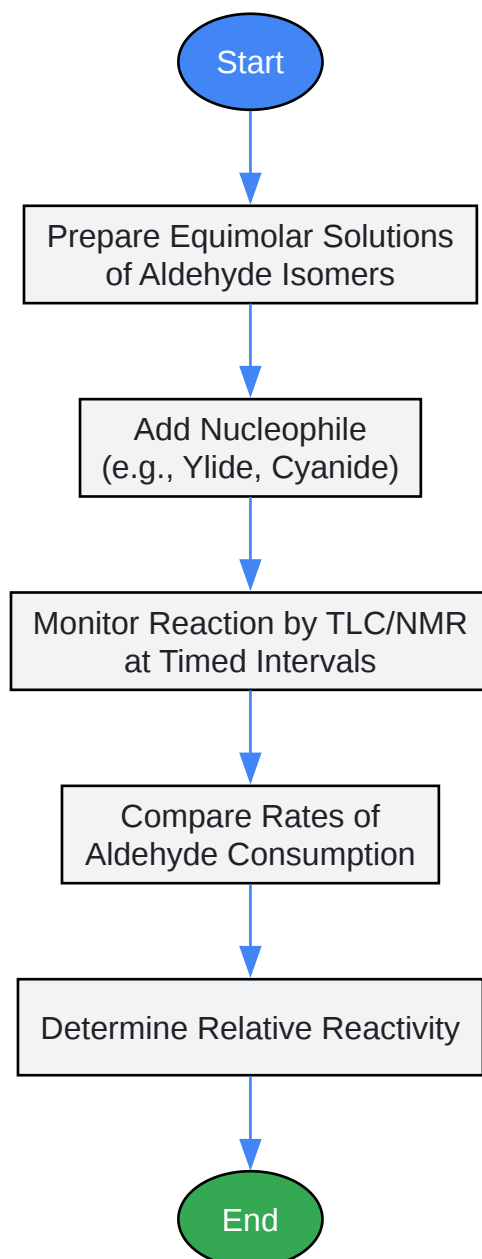 Start
Prepare Equimolar Solutions
of Aldehyde Isomers
Add Nucleophile
(e.g., Ylide, Cyanide)
Monitor Reaction by TLC/NMR
at Timed Intervals
Compare Rates of
Aldehyde Consumption
Determine Relative Reactivity
End